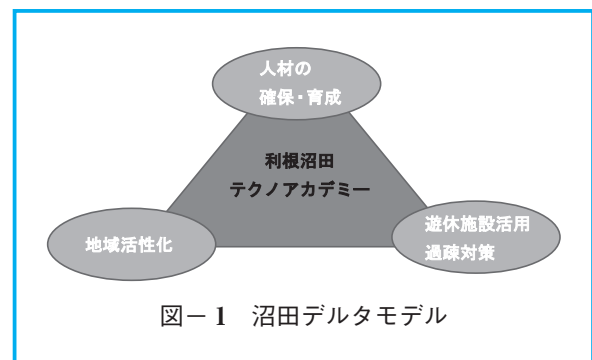 人材の
確保・育成
利根沼田
テクノアカデミー
地域活性化
遊休施設活用
過疎対策
図−1 沼田デルタモデル